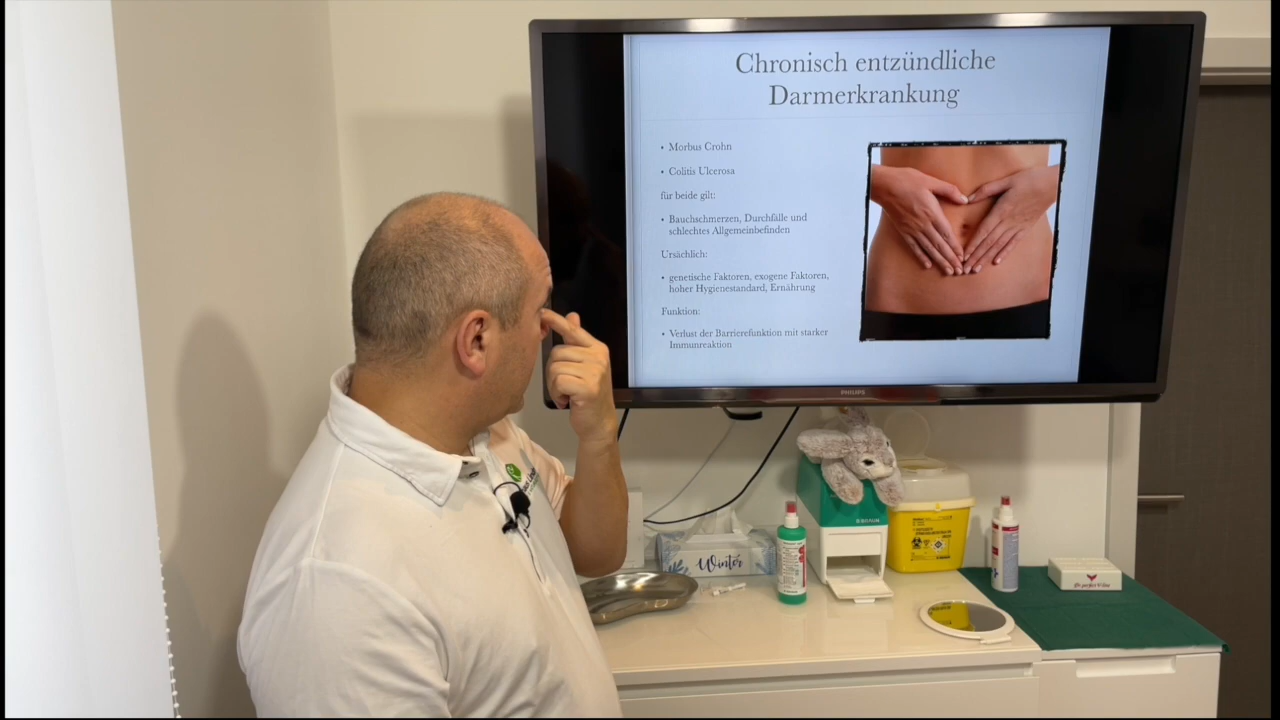 Chronisch entzündliche
Darmerkrankung
• Morbus Crohn
• Colitis Ulcerosa
für beide gilt:
• Bauchschmerzen, Durchfälle und
schlechtes Allgemeinbefinden
Ursächlich:
• genetische Faktoren, exogene Faktoren,
hoher Hygienestandard, Ernährung
Funktion:
• Verlust der Barrierefunktion mit starker
Immunreaktion
PHILIPS
B BRAUN
Winter